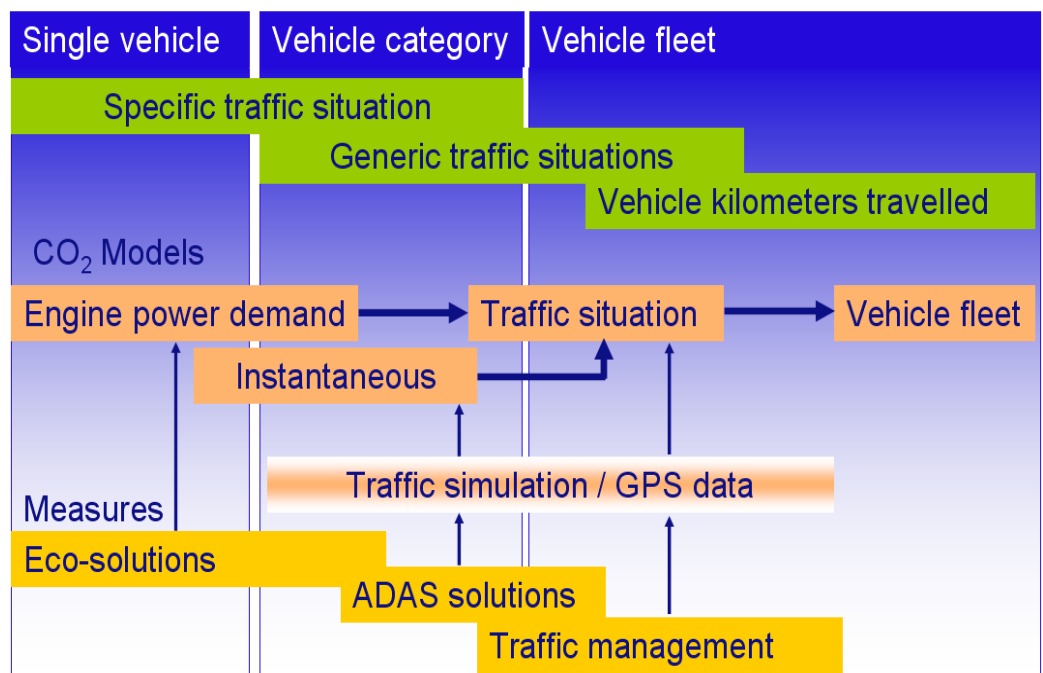 Single vehicle
Vehicle category
Vehicle fleet
Specific traffic situation
Generic traffic situations
Vehicle kilometers travelled
CO₂ Models
Engine power demand
Traffic situation
Vehicle fleet
Instantaneous
Traffic simulation / GPS data
Measures
Eco-solutions
ADAS solutions
Traffic management